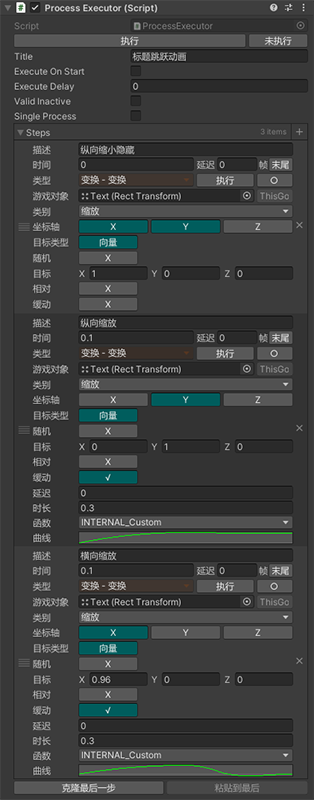 Process Executor (Script)
Script ProcessExecutor
执行 未执行
Title 标题跳跃动画
Execute On Start
Execute Delay 0
Valid Inactive
Single Process
Steps 3 items +
描述 纵向缩小隐藏
时间 0 延迟 0 帧 末尾
类型 变换 - 变换 执行 O
游戏对象 Text (Rect Transform) ThisGo
类别 缩放
坐标轴 X Y Z
目标类型 向量
随机 X
目标 X 1 Y 0 Z 0
相对 X
缓动 X
描述 纵向缩放
时间 0.1 延迟 0 帧 末尾
类型 变换 - 变换 执行 O
游戏对象 Text (Rect Transform) ThisGo
类别 缩放
坐标轴 X Y Z
目标类型 向量
随机 X
目标 X 0 Y 1 Z 0
相对 X
缓动 √
延迟 0
时长 0.3
函数 INTERNAL_Custom
曲线
描述 横向缩放
时间 0.1 延迟 0 帧 末尾
类型 变换 - 变换 执行 O
游戏对象 Text (Rect Transform) ThisGo
类别 缩放
坐标轴 X Y Z
目标类型 向量
随机 X
目标 X 0.96 Y 0 Z 0
相对 X
缓动 √
延迟 0
时长 0.3
函数 INTERNAL_Custom
曲线
克隆最后一步 粘贴到最后